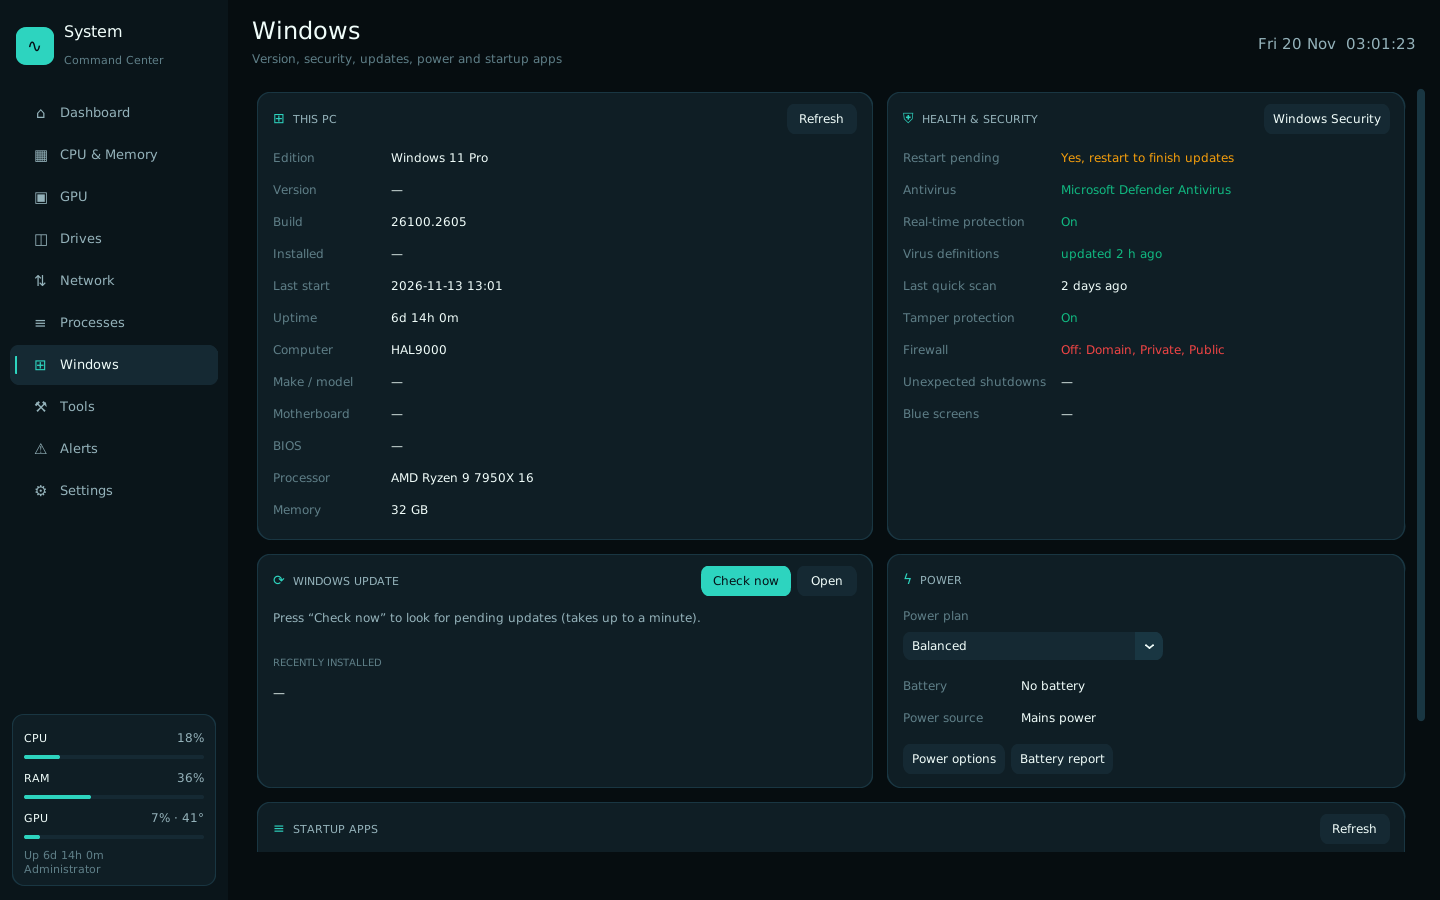 System
Command Center
Dashboard
CPU & Memory
GPU
Drives
Network
Processes
Windows
Tools
Alerts
Settings
CPU 18%
RAM 36%
GPU 7% · 41°
Up 6d 14h 0m
Administrator
Windows
Version, security, updates, power and startup apps
Fri 20 Nov 03:01:23
THIS PC
Refresh
Edition Windows 11 Pro
Version —
Build 26100.2605
Installed —
Last start 2026-11-13 13:01
Uptime 6d 14h 0m
Computer HAL9000
Make / model —
Motherboard —
BIOS —
Processor AMD Ryzen 9 7950X 16
Memory 32 GB
HEALTH & SECURITY
Windows Security
Restart pending Yes, restart to finish updates
Antivirus Microsoft Defender Antivirus
Real-time protection On
Virus definitions updated 2 h ago
Last quick scan 2 days ago
Tamper protection On
Firewall Off: Domain, Private, Public
Unexpected shutdowns —
Blue screens —
WINDOWS UPDATE
Check now
Open
Press “Check now” to look for pending updates (takes up to a minute).
RECENTLY INSTALLED
—
POWER
Power plan
Balanced
Battery No battery
Power source Mains power
Power options
Battery report
STARTUP APPS
Refresh